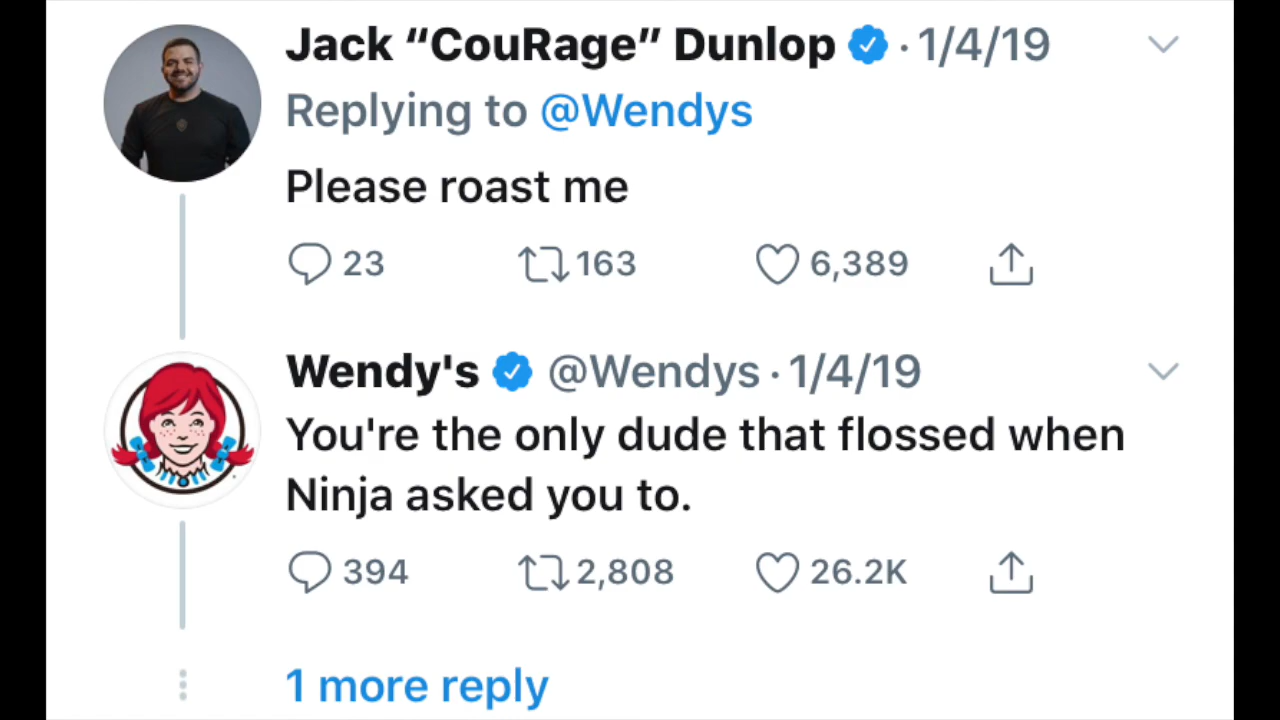 Jack “CouRage” Dunlop · 1/4/19
Replying to @Wendys
Please roast me
23 163 6,389
Wendy's @Wendys · 1/4/19
You're the only dude that flossed when
Ninja asked you to.
394 2,808 26.2K
1 more reply